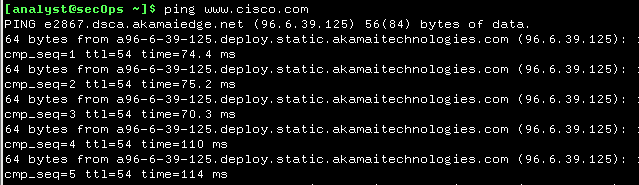 [analyst@secOps ~]$ ping www.cisco.com
PING e2867.dsca.akamaiedge.net (96.6.39.125) 56(84) bytes of data.
64 bytes from a96-6-39-125.deploy.static.akamaitechnologies.com (96.6.39.125):
cmp_seq=1 ttl=54 time=74.4 ms
64 bytes from a96-6-39-125.deploy.static.akamaitechnologies.com (96.6.39.125):
cmp_seq=2 ttl=54 time=75.2 ms
64 bytes from a96-6-39-125.deploy.static.akamaitechnologies.com (96.6.39.125):
cmp_seq=3 ttl=54 time=70.3 ms
64 bytes from a96-6-39-125.deploy.static.akamaitechnologies.com (96.6.39.125):
cmp_seq=4 ttl=54 time=110 ms
64 bytes from a96-6-39-125.deploy.static.akamaitechnologies.com (96.6.39.125):
cmp_seq=5 ttl=54 time=114 ms